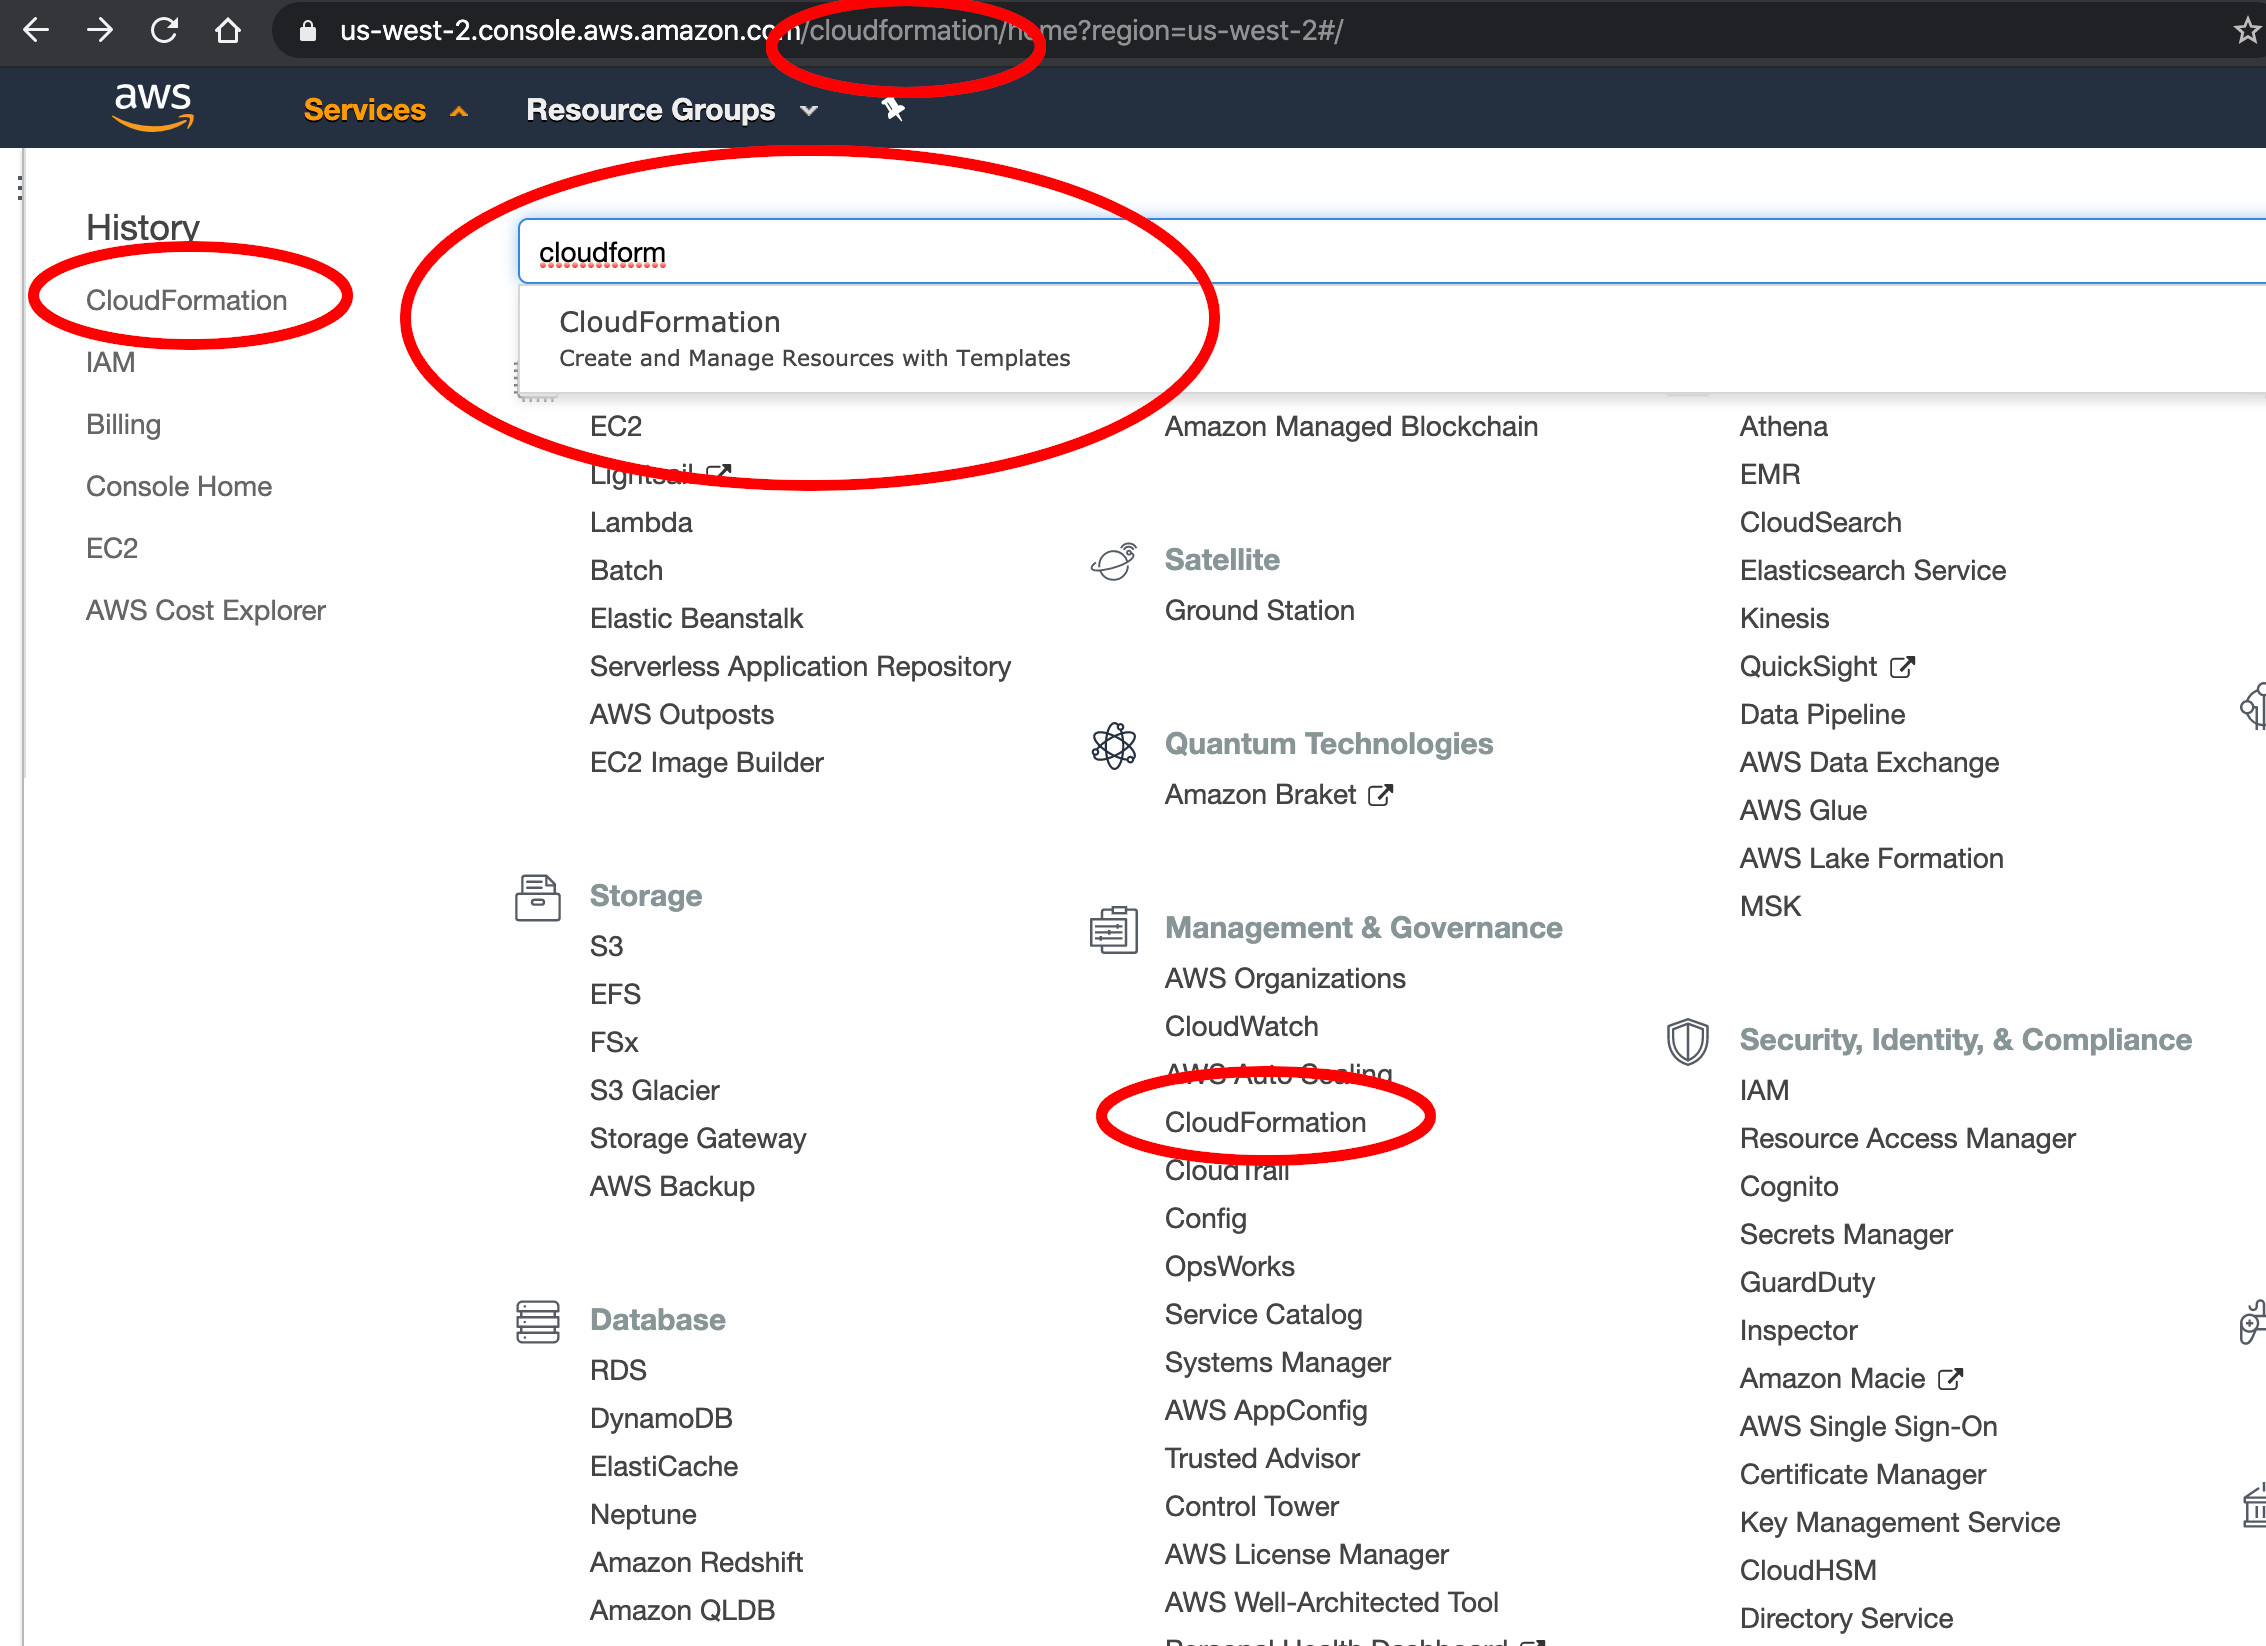 us-west-2.console.aws.amazon.com/cloudformation/home?region=us-west-2#/
aws
Services
Resource Groups
History
CloudFormation
IAM
Billing
Console Home
EC2
AWS Cost Explorer
cloudform
CloudFormation
Create and Manage Resources with Templates
EC2
Lightsail
Lambda
Batch
Elastic Beanstalk
Serverless Application Repository
AWS Outposts
EC2 Image Builder
Storage
S3
EFS
FSx
S3 Glacier
Storage Gateway
AWS Backup
Database
RDS
DynamoDB
ElastiCache
Neptune
Amazon Redshift
Amazon QLDB
Amazon Managed Blockchain
Satellite
Ground Station
Quantum Technologies
Amazon Braket
Management & Governance
AWS Organizations
CloudWatch
AWS Auto Scaling
CloudFormation
CloudTrail
Config
OpsWorks
Service Catalog
Systems Manager
AWS AppConfig
Trusted Advisor
Control Tower
AWS License Manager
AWS Well-Architected Tool
Personal Health Dashboard
Athena
EMR
CloudSearch
Elasticsearch Service
Kinesis
QuickSight
Data Pipeline
AWS Data Exchange
AWS Glue
AWS Lake Formation
MSK
Security, Identity, & Compliance
IAM
Resource Access Manager
Cognito
Secrets Manager
GuardDuty
Inspector
Amazon Macie
AWS Single Sign-On
Certificate Manager
Key Management Service
CloudHSM
Directory Service